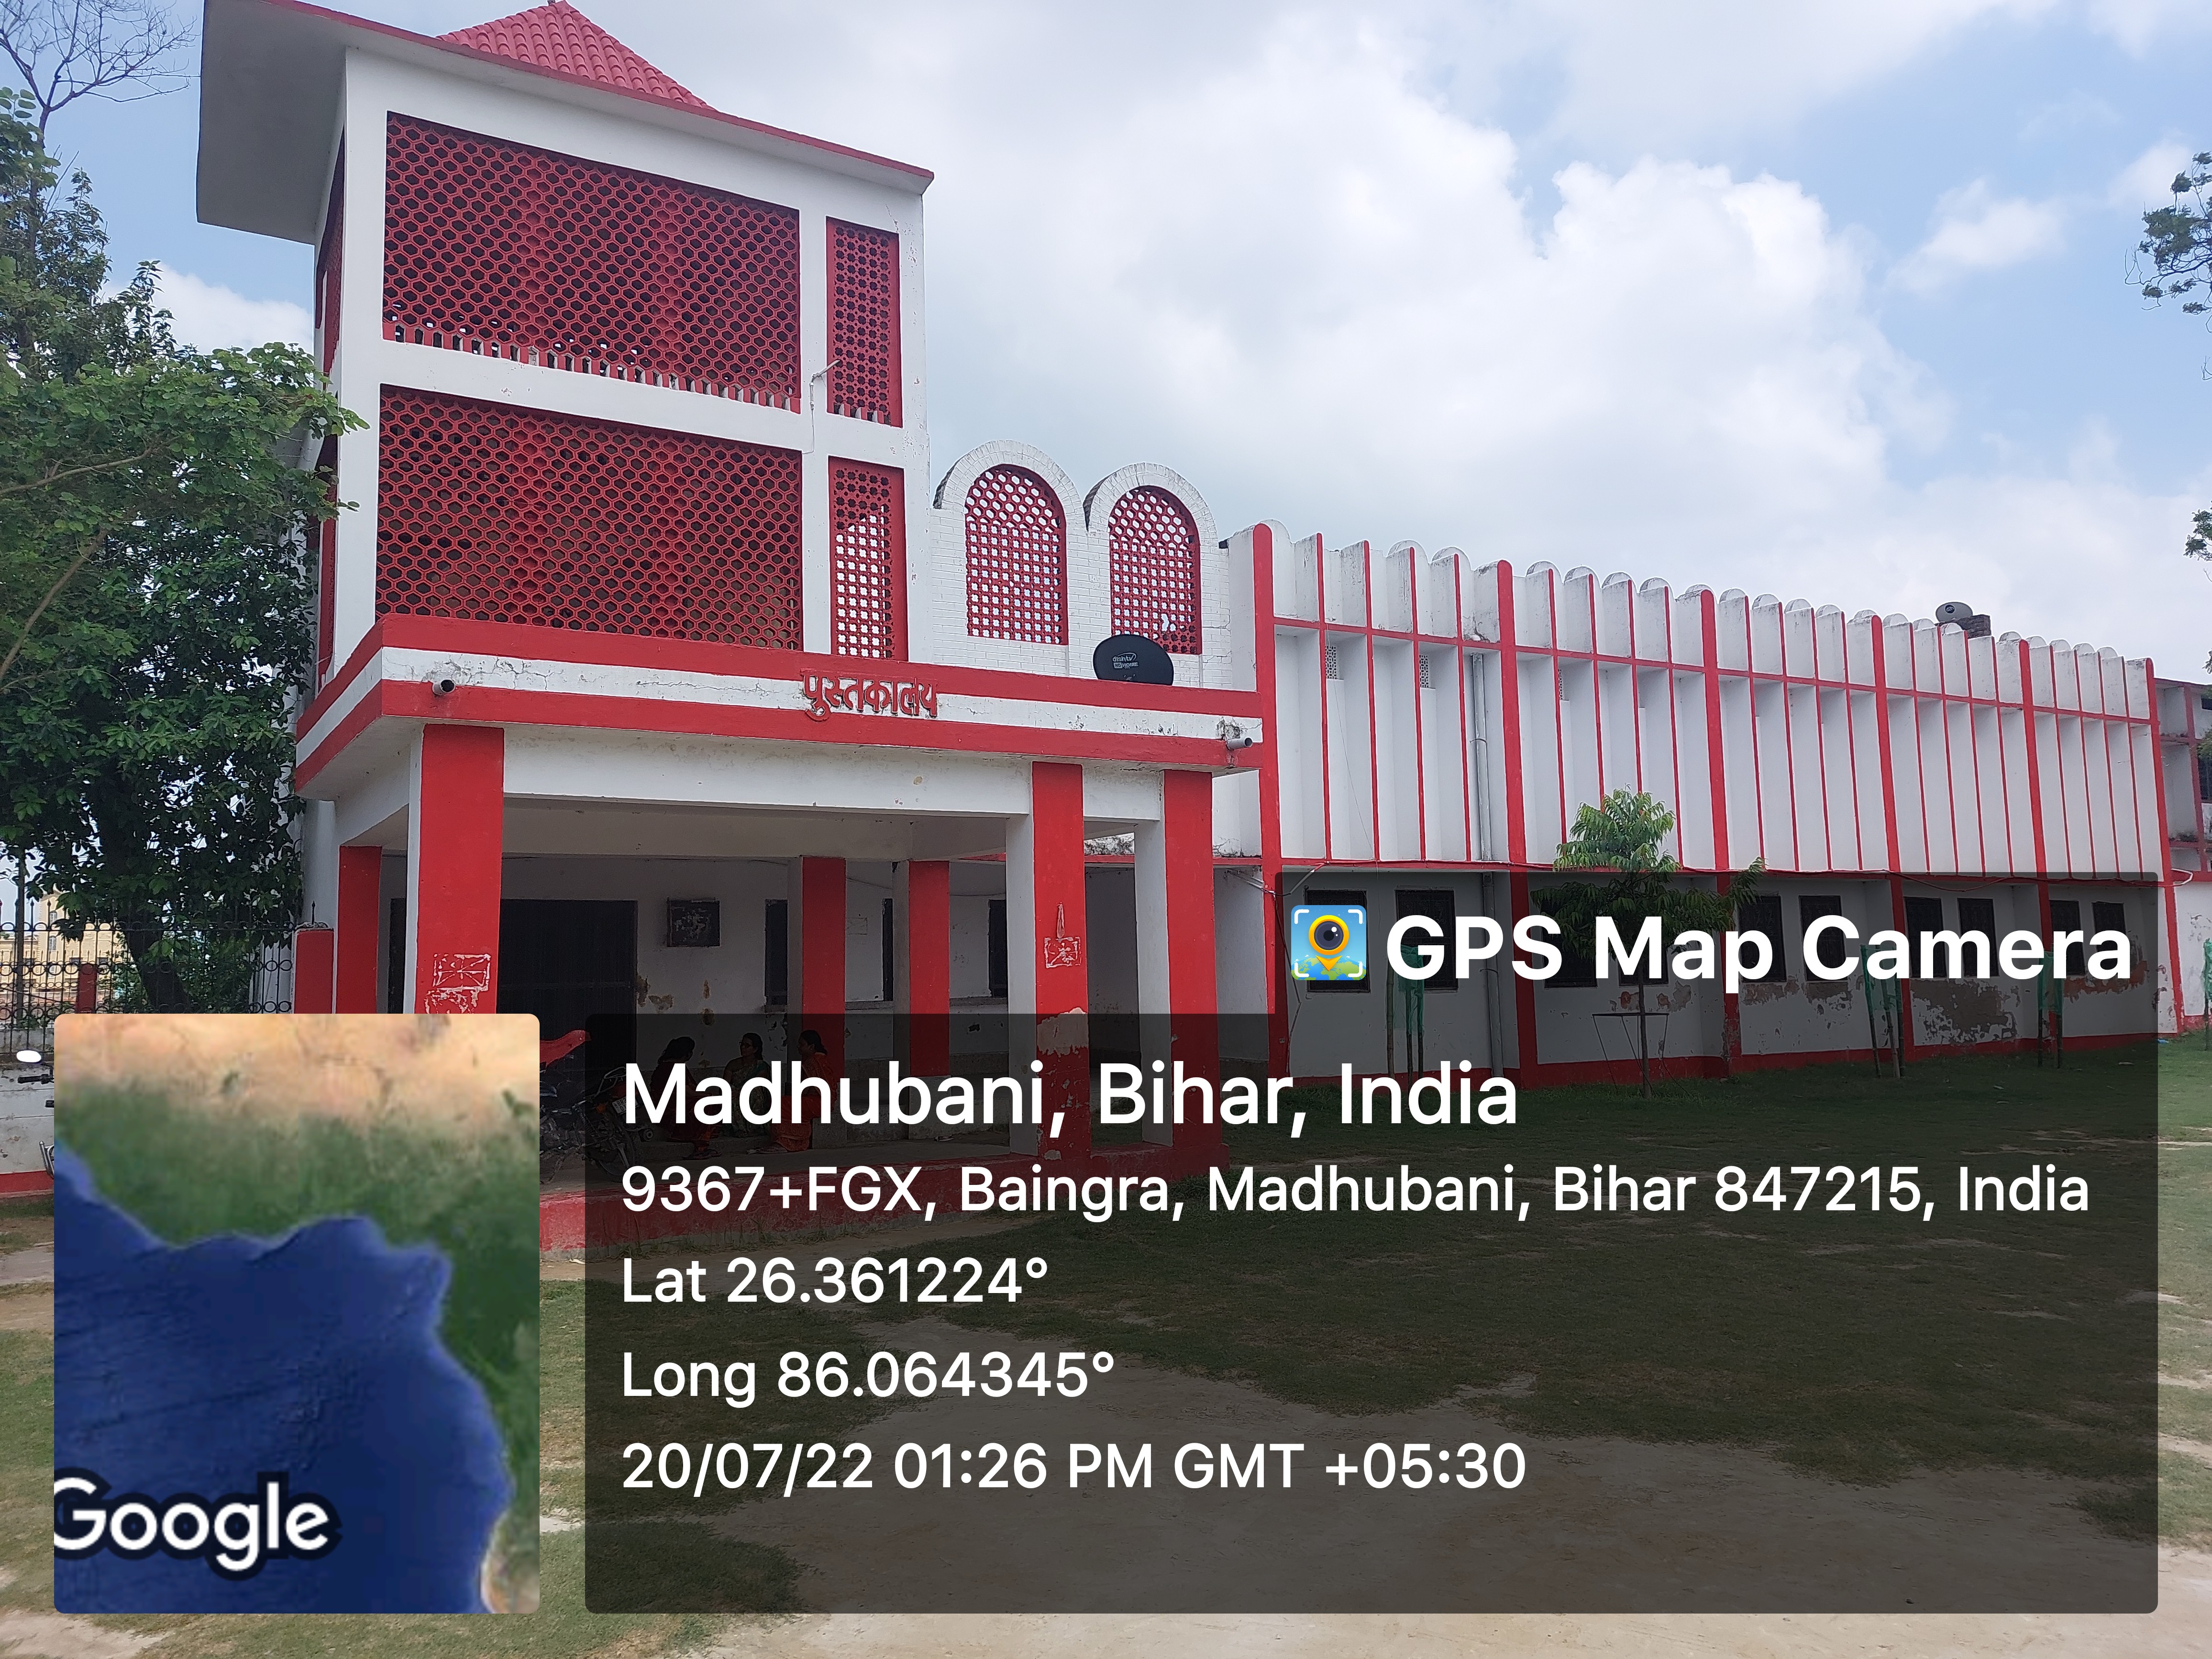 पुस्तकालय
dishtv
GPS Map Camera
Madhubani, Bihar, India
9367+FGX, Baingra, Madhubani, Bihar 847215, India
Lat 26.361224°
Long 86.064345°
20/07/22 01:26 PM GMT +05:30
Google